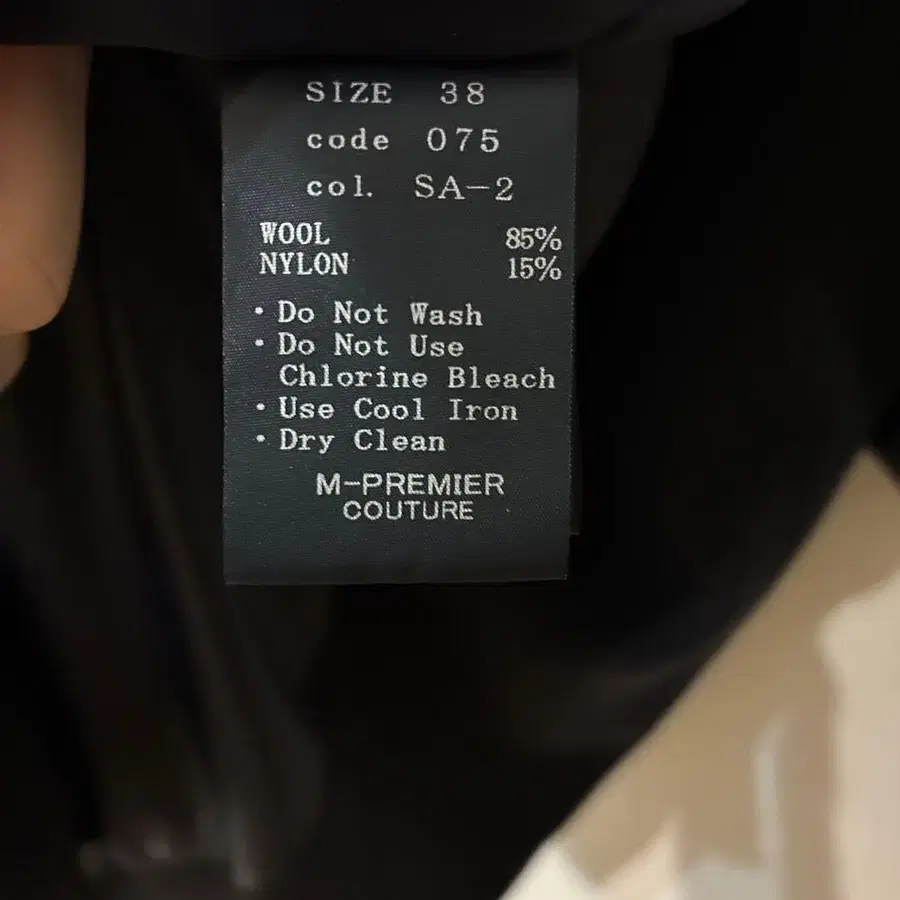 SIZE 38
code 075
col. SA-2
WOOL 85%
NYLON 15%
・Do Not Wash
・Do Not Use
Chlorine Bleach
・Use Cool Iron
・Dry Clean
M-PREMIER
COUTURE